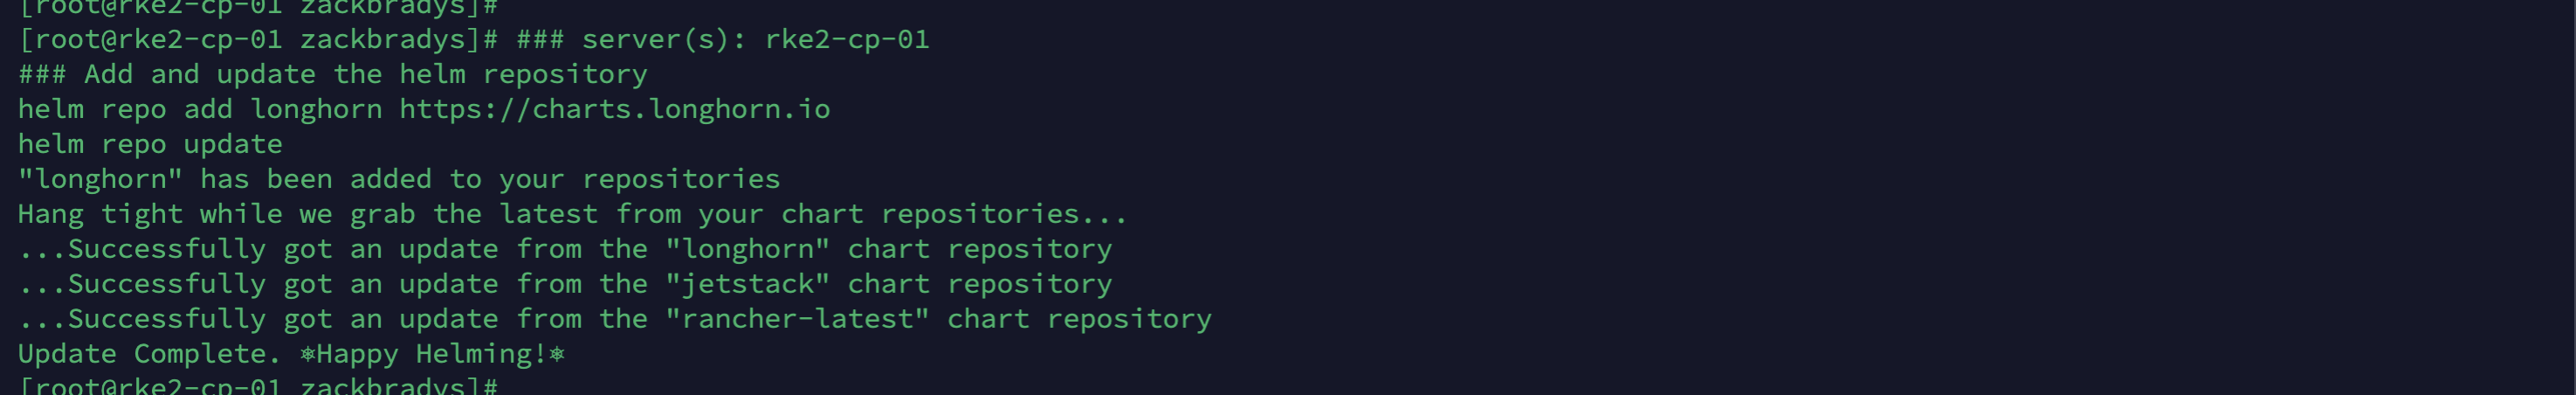 [root@rke2-cp-01 zackbradys]#
[root@rke2-cp-01 zackbradys]# ### server(s): rke2-cp-01
### Add and update the helm repository
helm repo add longhorn https://charts.longhorn.io
helm repo update
"longhorn" has been added to your repositories
Hang tight while we grab the latest from your chart repositories...
...Successfully got an update from the "longhorn" chart repository
...Successfully got an update from the "jetstack" chart repository
...Successfully got an update from the "rancher-latest" chart repository
Update Complete. ⎈Happy Helming!⎈
[root@rke2-cp-01 zackbradys]#